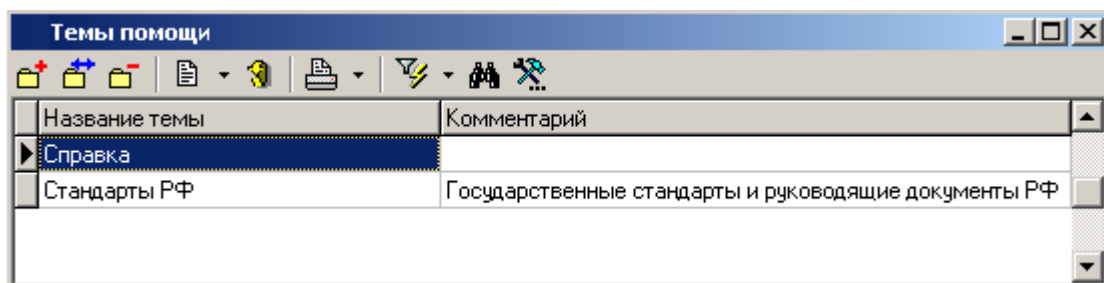 Темы помощи
Название темы Комментарий
Справка
Стандарты РФ Государственные стандарты и руководящие документы РФ